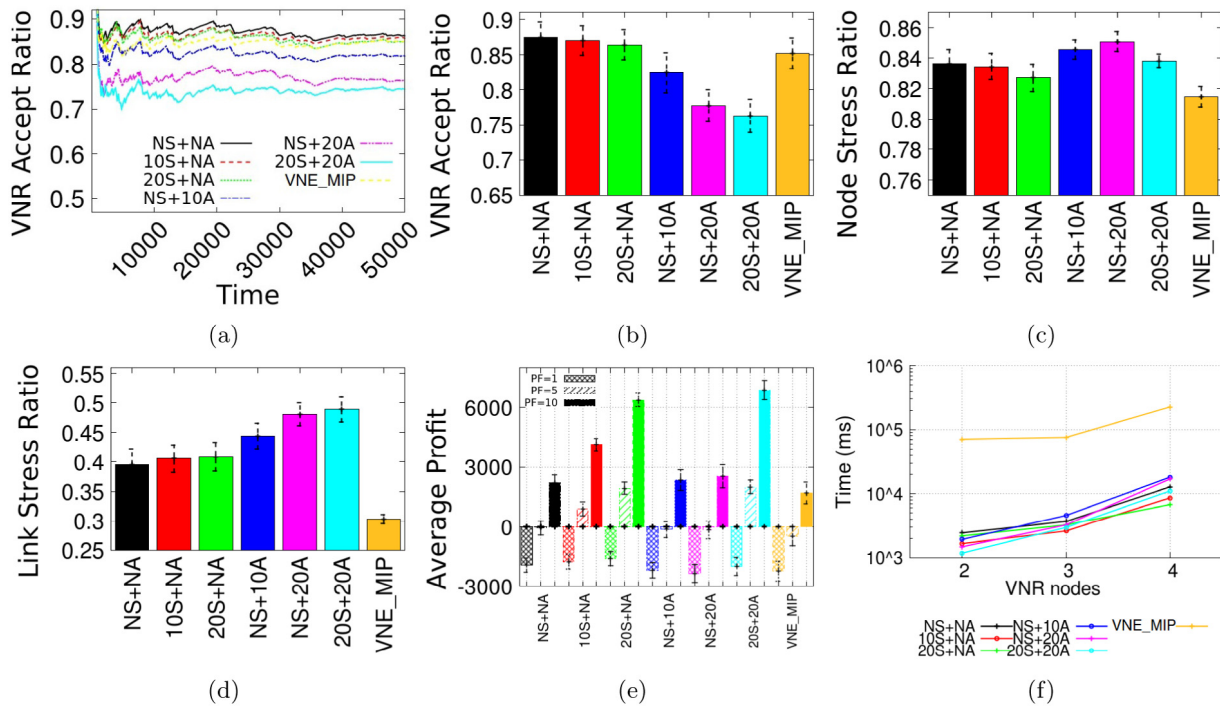 VNR Accept Ratio
0.9
0.8
0.7
0.6
0.5
NS+NA
10S+NA
20S+NA
NS+10A
NS+20A
20S+20A
VNE_MIP
10000
20000
30000
40000
50000
Time
(a)
VNR Accept Ratio
0.9
0.85
0.8
0.75
0.7
0.65
NS+NA
10S+NA
20S+NA
NS+10A
NS+20A
20S+20A
VNE_MIP
(b)
Node Stress Ratio
0.86
0.84
0.82
0.8
0.78
0.76
NS+NA
10S+NA
20S+NA
NS+10A
NS+20A
20S+20A
VNE_MIP
(c)
Link Stress Ratio
0.55
0.5
0.45
0.4
0.35
0.3
0.25
NS+NA
10S+NA
20S+NA
NS+10A
NS+20A
20S+20A
VNE_MIP
(d)
Average Profit
6000
3000
0
-3000
PF=1
PF=5
PF=10
NS+NA
10S+NA
20S+NA
NS+10A
NS+20A
20S+20A
VNE_MIP
(e)
Time (ms)
10^6
10^5
10^4
10^3
2 3 4
VNR nodes
NS+NA NS+10A VNE_MIP
10S+NA NS+20A
20S+NA 20S+20A
(f)